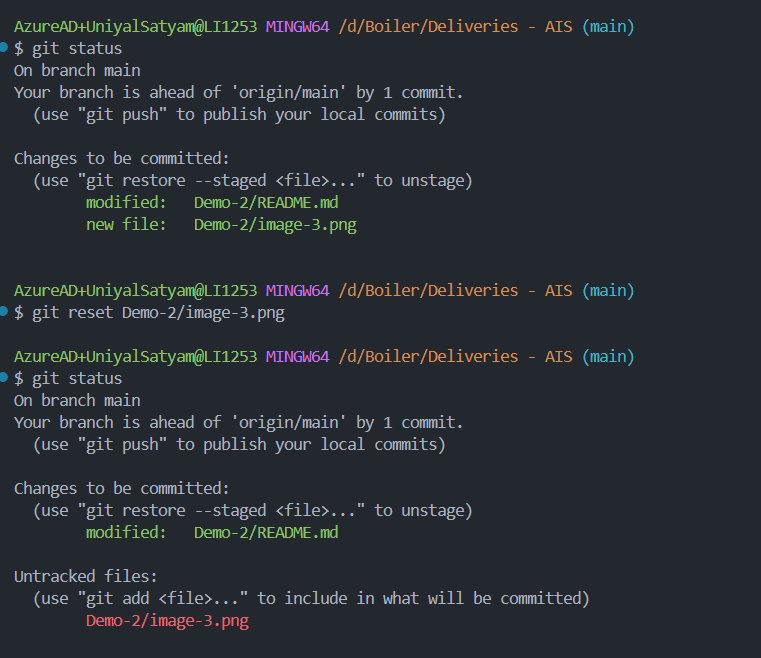 AzureAD+UniyalSatyam@LI1253 MINGW64 /d/Boiler/Deliveries - AIS (main)
$ git status
On branch main
Your branch is ahead of 'origin/main' by 1 commit.
  (use "git push" to publish your local commits)

Changes to be committed:
  (use "git restore --staged <file>..." to unstage)
        modified:   Demo-2/README.md
        new file:   Demo-2/image-3.png

AzureAD+UniyalSatyam@LI1253 MINGW64 /d/Boiler/Deliveries - AIS (main)
$ git reset Demo-2/image-3.png

AzureAD+UniyalSatyam@LI1253 MINGW64 /d/Boiler/Deliveries - AIS (main)
$ git status
On branch main
Your branch is ahead of 'origin/main' by 1 commit.
  (use "git push" to publish your local commits)

Changes to be committed:
  (use "git restore --staged <file>..." to unstage)
        modified:   Demo-2/README.md

Untracked files:
  (use "git add <file>..." to include in what will be committed)
        Demo-2/image-3.png